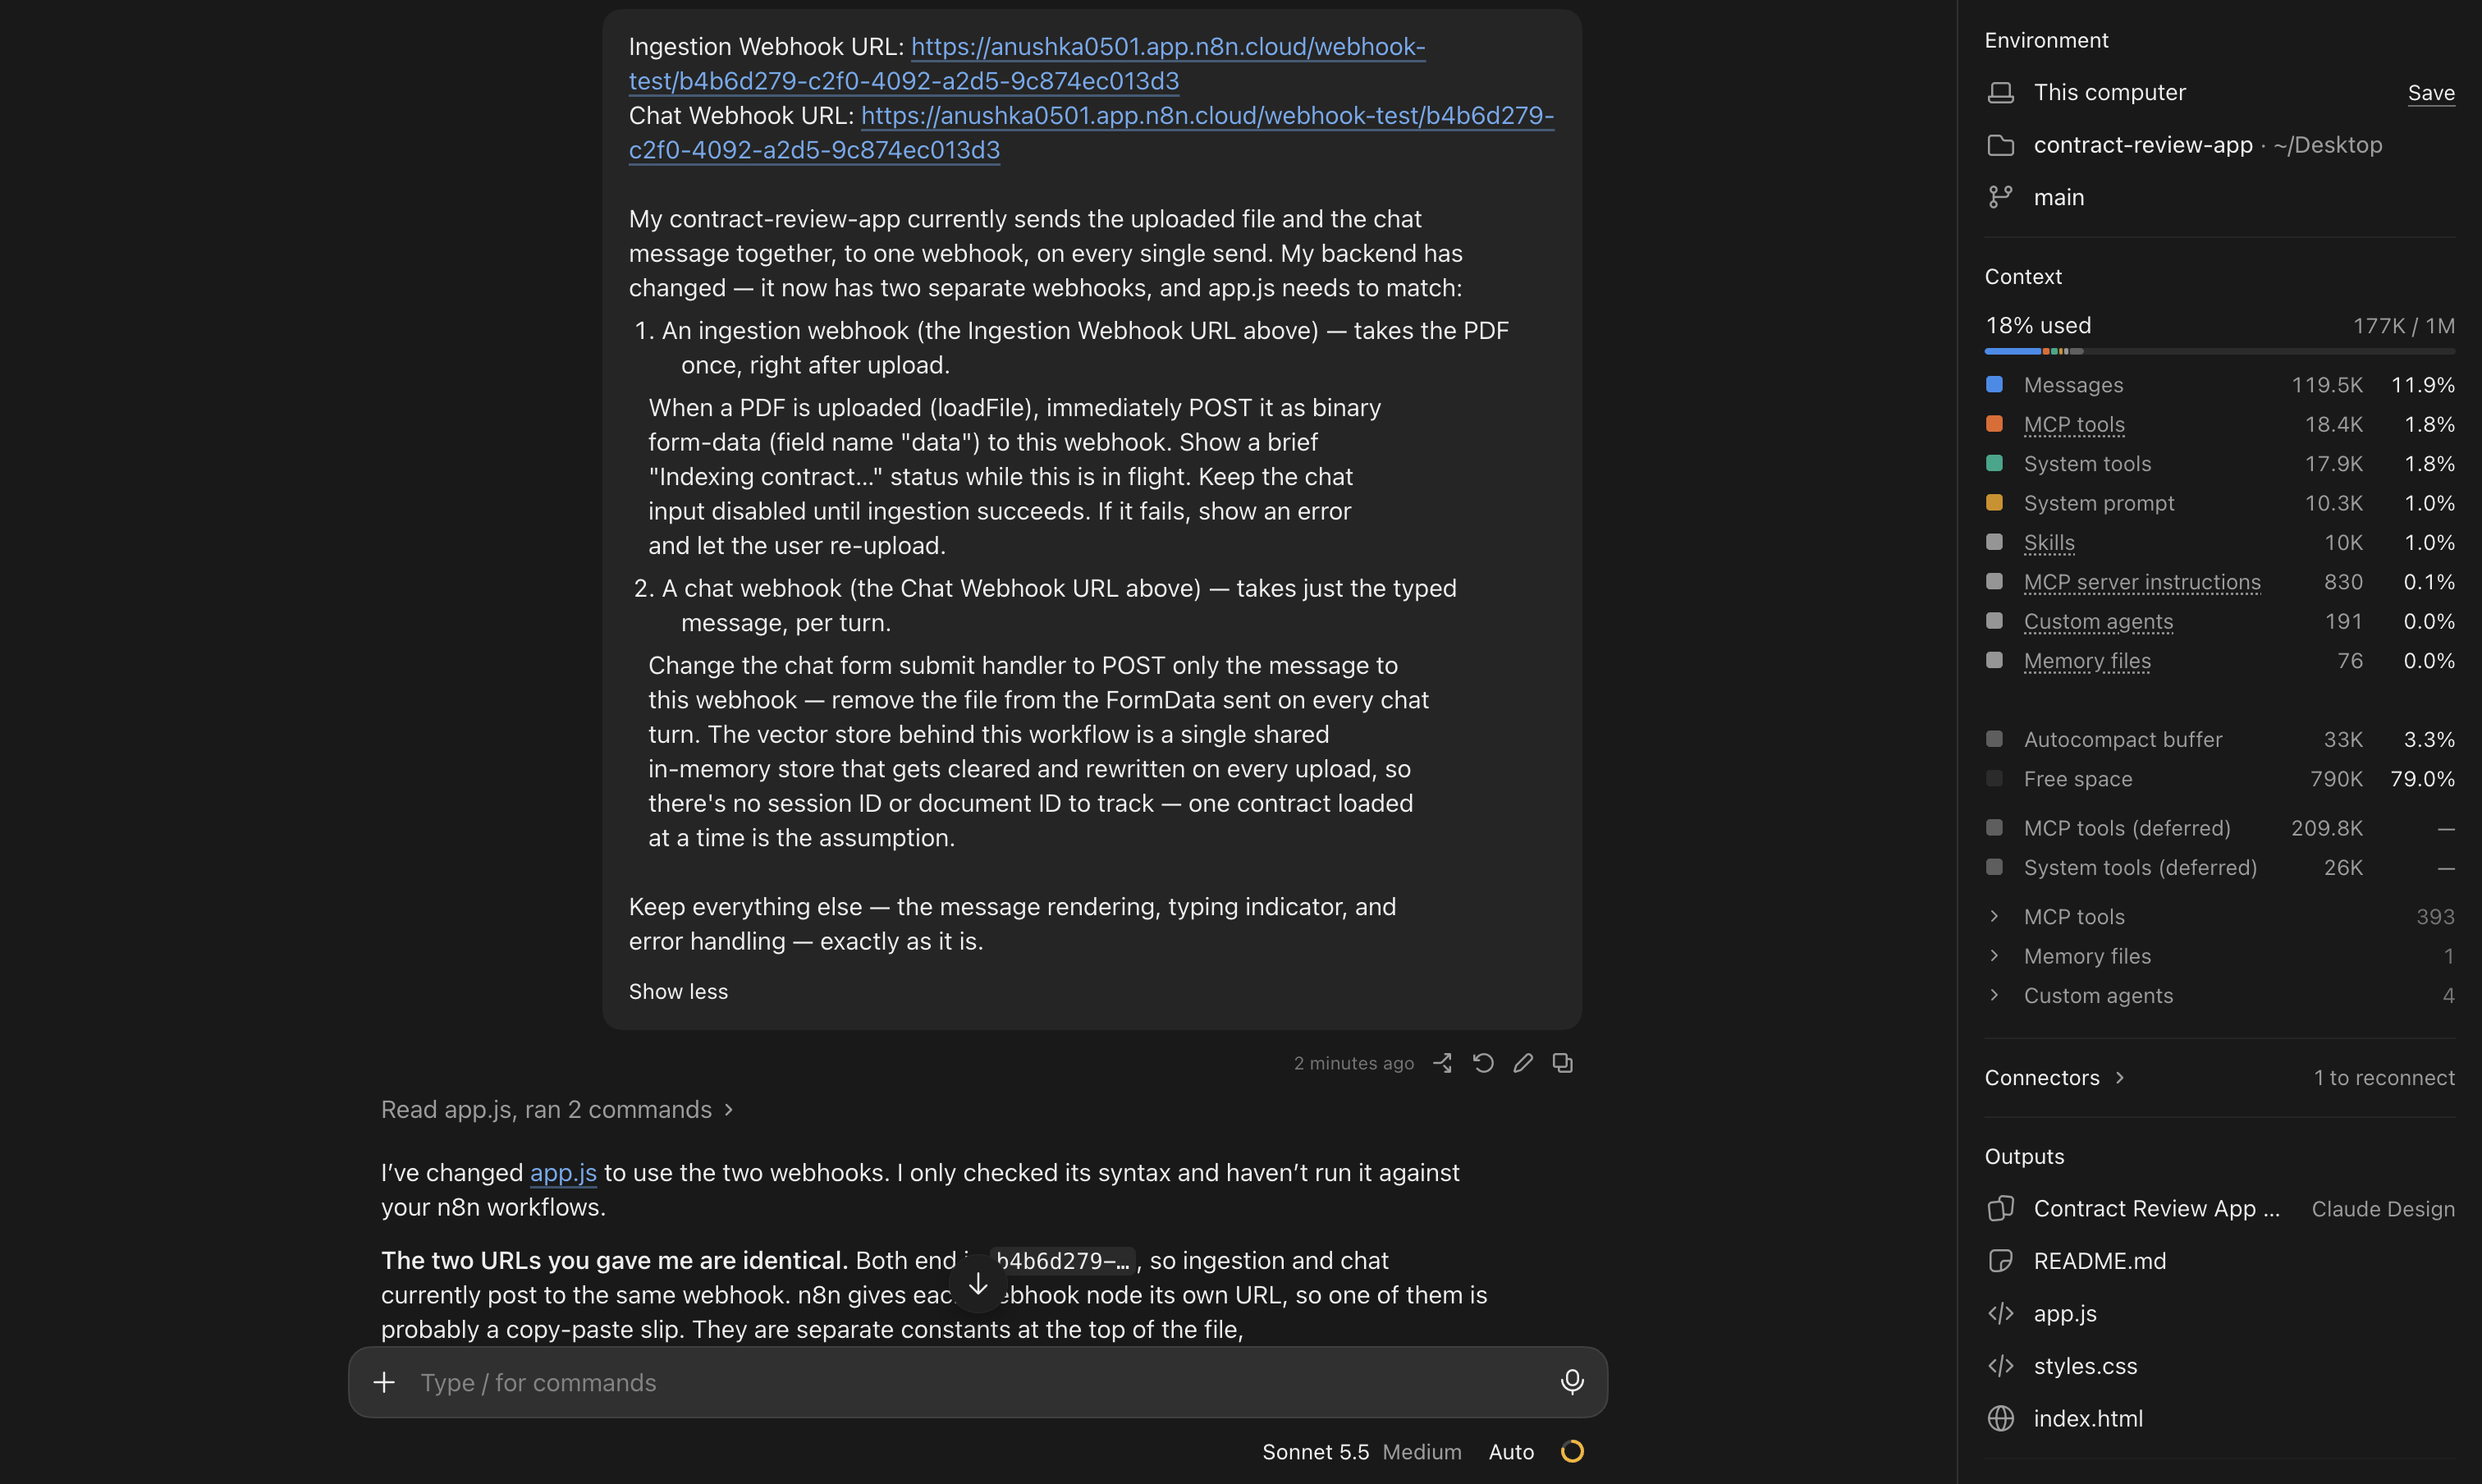 Ingestion Webhook URL: https://anushka0501.app.n8n.cloud/webhook-
test/b4b6d279-c2f0-4092-a2d5-9c874ec013d3
Chat Webhook URL: https://anushka0501.app.n8n.cloud/webhook-test/b4b6d279-
c2f0-4092-a2d5-9c874ec013d3
My contract-review-app currently sends the uploaded file and the chat
message together, to one webhook, on every single send. My backend has
changed — it now has two separate webhooks, and app.js needs to match:
1. An ingestion webhook (the Ingestion Webhook URL above) — takes the PDF
once, right after upload.
When a PDF is uploaded (loadFile), immediately POST it as binary
form-data (field name "data") to this webhook. Show a brief
"Indexing contract..." status while this is in flight. Keep the chat
input disabled until ingestion succeeds. If it fails, show an error
and let the user re-upload.
2. A chat webhook (the Chat Webhook URL above) — takes just the typed
message, per turn.
Change the chat form submit handler to POST only the message to
this webhook — remove the file from the FormData sent on every chat
turn. The vector store behind this workflow is a single shared
in-memory store that gets cleared and rewritten on every upload, so
there's no session ID or document ID to track — one contract loaded
at a time is the assumption.
Keep everything else — the message rendering, typing indicator, and
error handling — exactly as it is.
Show less
2 minutes ago
Read app.js, ran 2 commands
I've changed app.js to use the two webhooks. I only checked its syntax and haven't run it against
your n8n workflows.
The two URLs you gave me are identical. Both end b4b6d279-…, so ingestion and chat
currently post to the same webhook. n8n gives its own URL, so one of them is
probably a copy-paste slip. They are separate constants at the top of the file,
Type / for commands
Sonnet 5.5 Medium Auto
Environment
This computer Save
contract-review-app · ~/Desktop
main
Context
18% used 177K / 1M
Messages 119.5K 11.9%
MCP tools 18.4K 1.8%
System tools 17.9K 1.8%
System prompt 10.3K 1.0%
Skills 10K 1.0%
MCP server instructions 830 0.1%
Custom agents 191 0.0%
Memory files 76 0.0%
Autocompact buffer 33K 3.3%
Free space 790K 79.0%
MCP tools (deferred) 209.8K —
System tools (deferred) 26K —
MCP tools 393
Memory files 1
Custom agents 4
Connectors 1 to reconnect
Outputs
Contract Review App ... Claude Design
README.md
app.js
styles.css
index.html